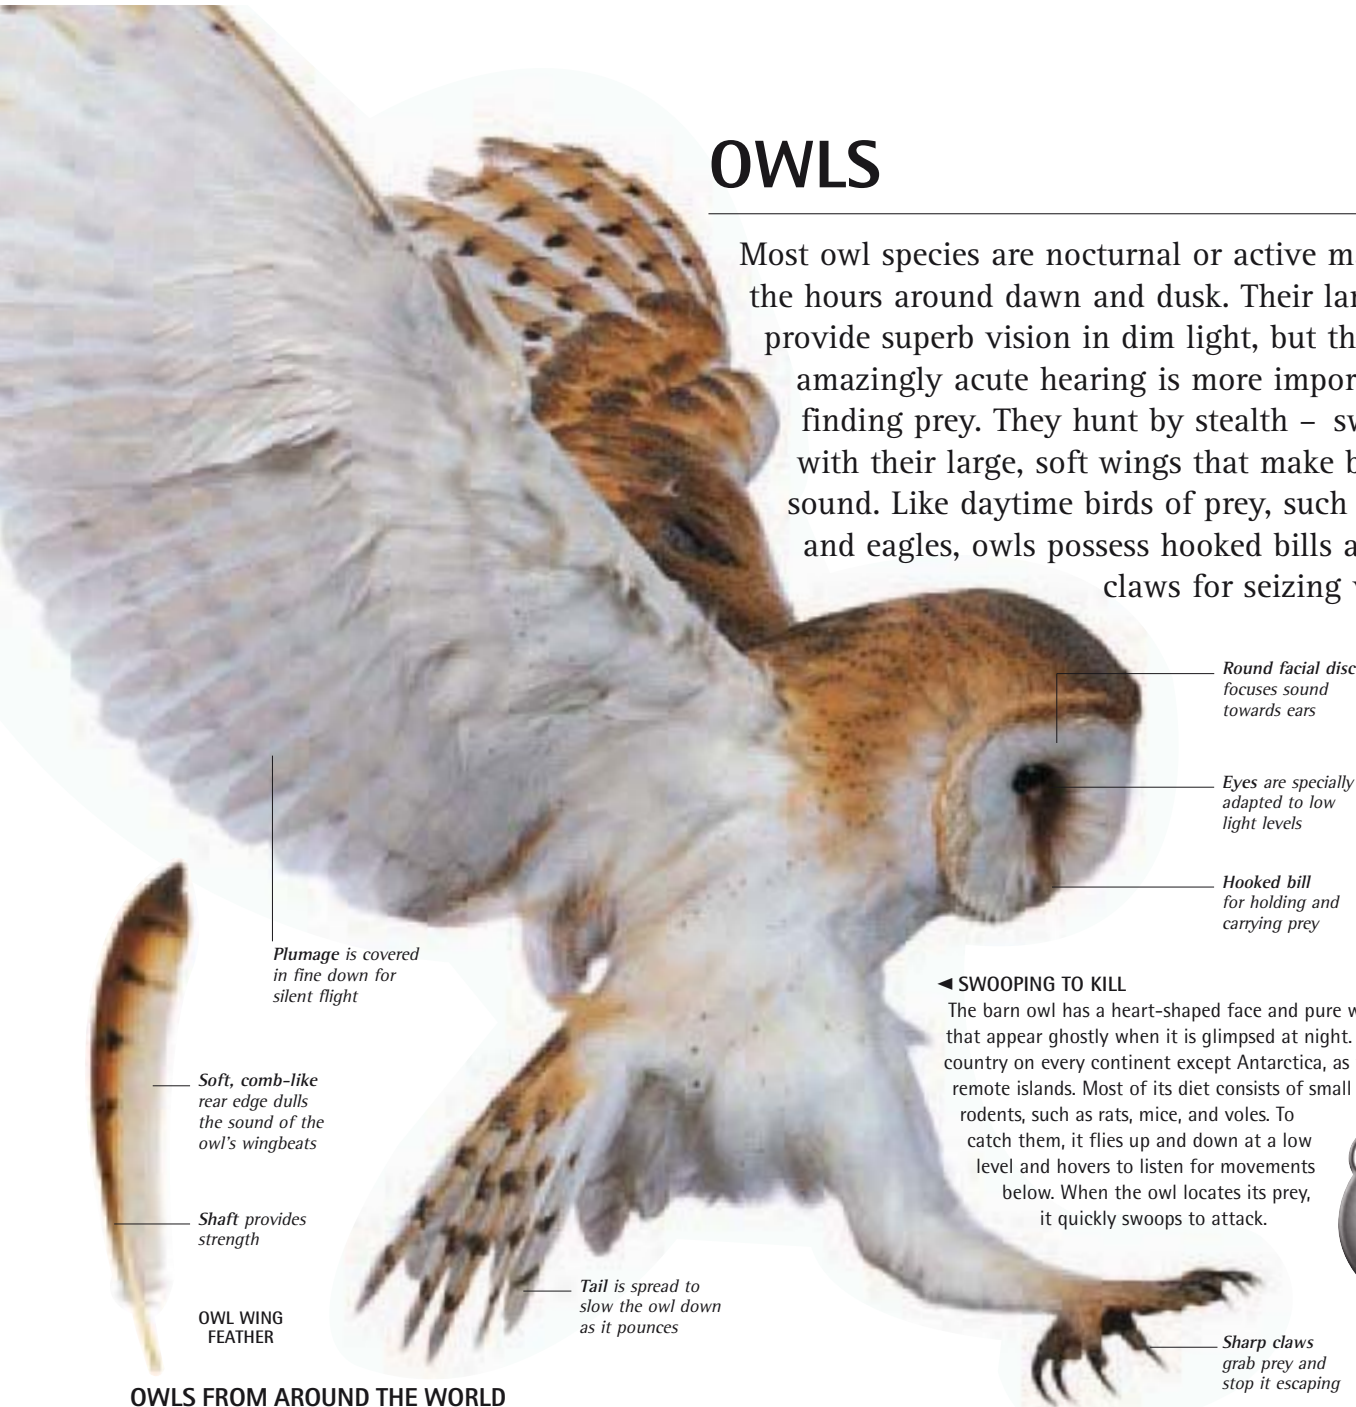 OWLS
Most owl species are nocturnal or active
the hours around dawn and dusk. Their
provide superb vision in dim light, but
amazingly acute hearing is more
finding prey. They hunt by stealth –
with their large, soft wings that make
sound. Like daytime birds of prey, such
and eagles, owls possess hooked bills
claws for seizing
Round facial disc
focuses sound
towards ears
Eyes are specially
adapted to low
light levels
Hooked bill
for holding and
carrying prey
Plumage is covered
in fine down for
silent flight
◄ SWOOPING TO KILL
The barn owl has a heart-shaped face and pure
that appear ghostly when it is glimpsed at night.
country on every continent except Antarctica, as
remote islands. Most of its diet consists of small
rodents, such as rats, mice, and voles. To
catch them, it flies up and down at a low
level and hovers to listen for movements
below. When the owl locates its prey,
it quickly swoops to attack.
Soft, comb-like
rear edge dulls
the sound of the
owl's wingbeats
Shaft provides
strength
OWL WING
FEATHER
Tail is spread to
slow the owl down
as it pounces
Sharp claws
grab prey and
stop it escaping
OWLS FROM AROUND THE WORLD